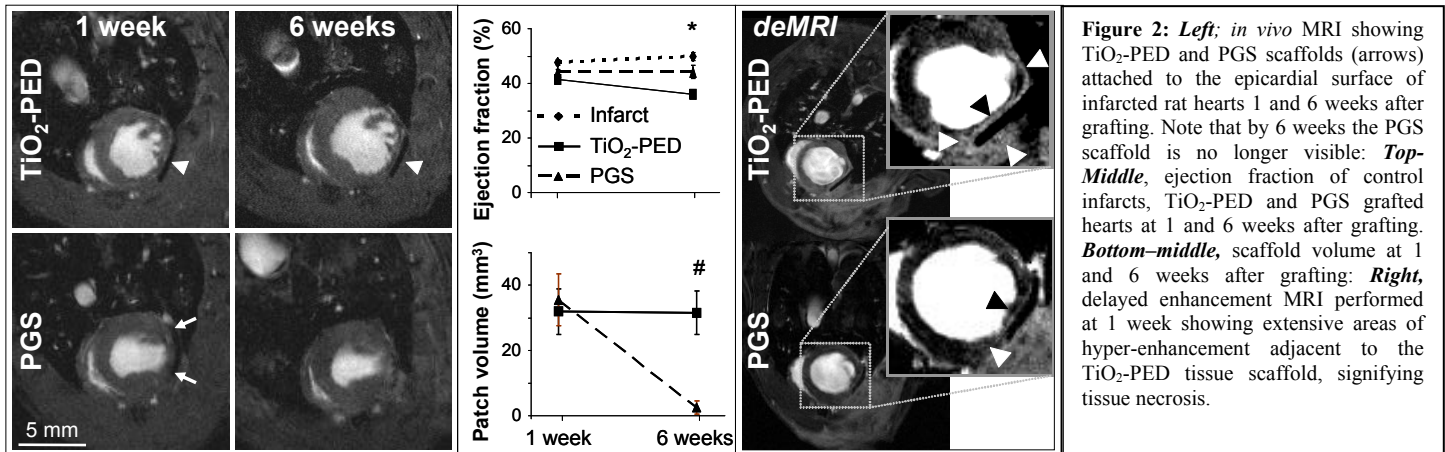 1 week
6 weeks
TiO2-PED
PGS
5 mm
Ejection fraction (%)
60
40
20
0
*
Infarct
TiO2-PED
PGS
Patch volume (mm3)
40
20
0
#
1 week
6 weeks
deMRI
TiO2-PED
PGS
Figure 2: Left; in vivo MRI showing
TiO2-PED and PGS scaffolds (arrows)
attached to the epicardial surface of
infarcted rat hearts 1 and 6 weeks after
grafting. Note that by 6 weeks the PGS
scaffold is no longer visible: Top-
Middle, ejection fraction of control
infarcts, TiO2-PED and PGS grafted
hearts at 1 and 6 weeks after grafting.
Bottom–middle, scaffold volume at 1
and 6 weeks after grafting: Right,
delayed enhancement MRI performed
at 1 week showing extensive areas of
hyper-enhancement adjacent to the
TiO2-PED tissue scaffold, signifying
tissue necrosis.